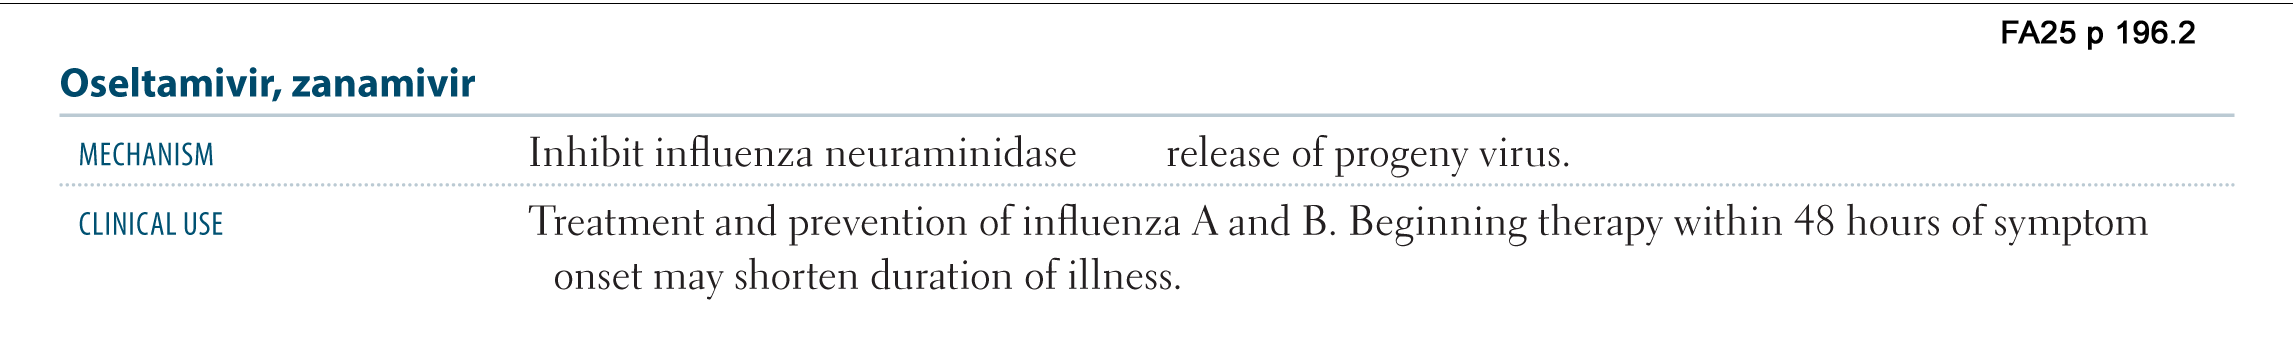 FA25 p 196.2
Oseltamivir, zanamivir
MECHANISM Inhibit influenza neuraminidase release of progeny virus.
CLINICAL USE Treatment and prevention of influenza A and B. Beginning therapy within 48 hours of symptom
onset may shorten duration of illness.